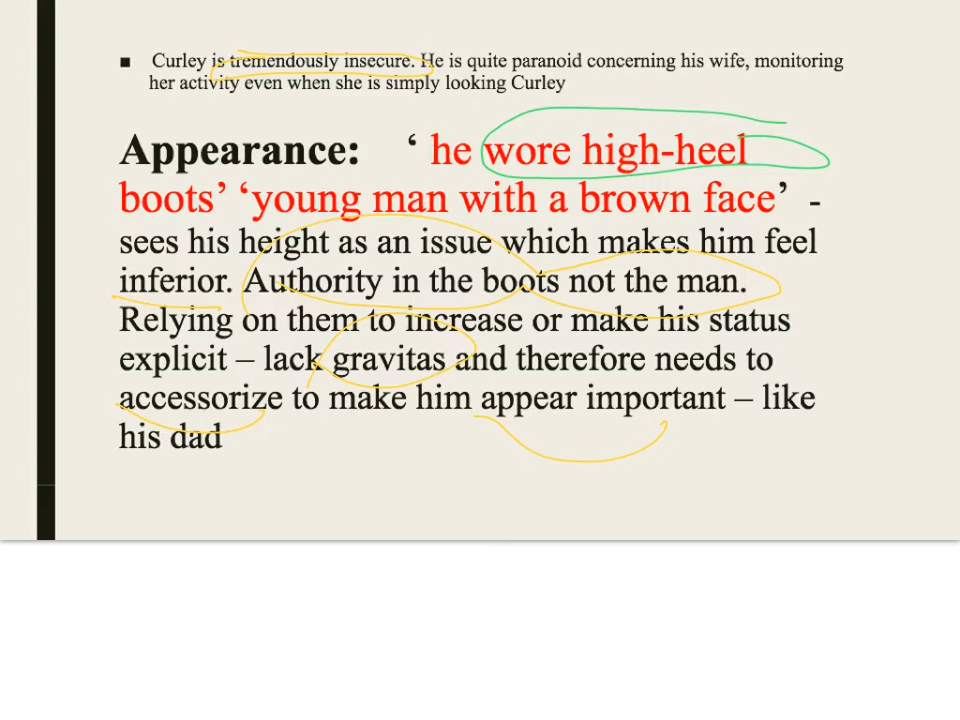 Curley is tremendously insecure. He is quite paranoid concerning his wife, monitoring
her activity even when she is simply looking Curley
Appearance: ‘ he wore high-heel
boots’ ‘young man with a brown face’ -
sees his height as an issue which makes him feel
inferior. Authority in the boots not the man.
Relying on them to increase or make his status
explicit – lack gravitas and therefore needs to
accessorize to make him appear important – like
his dad